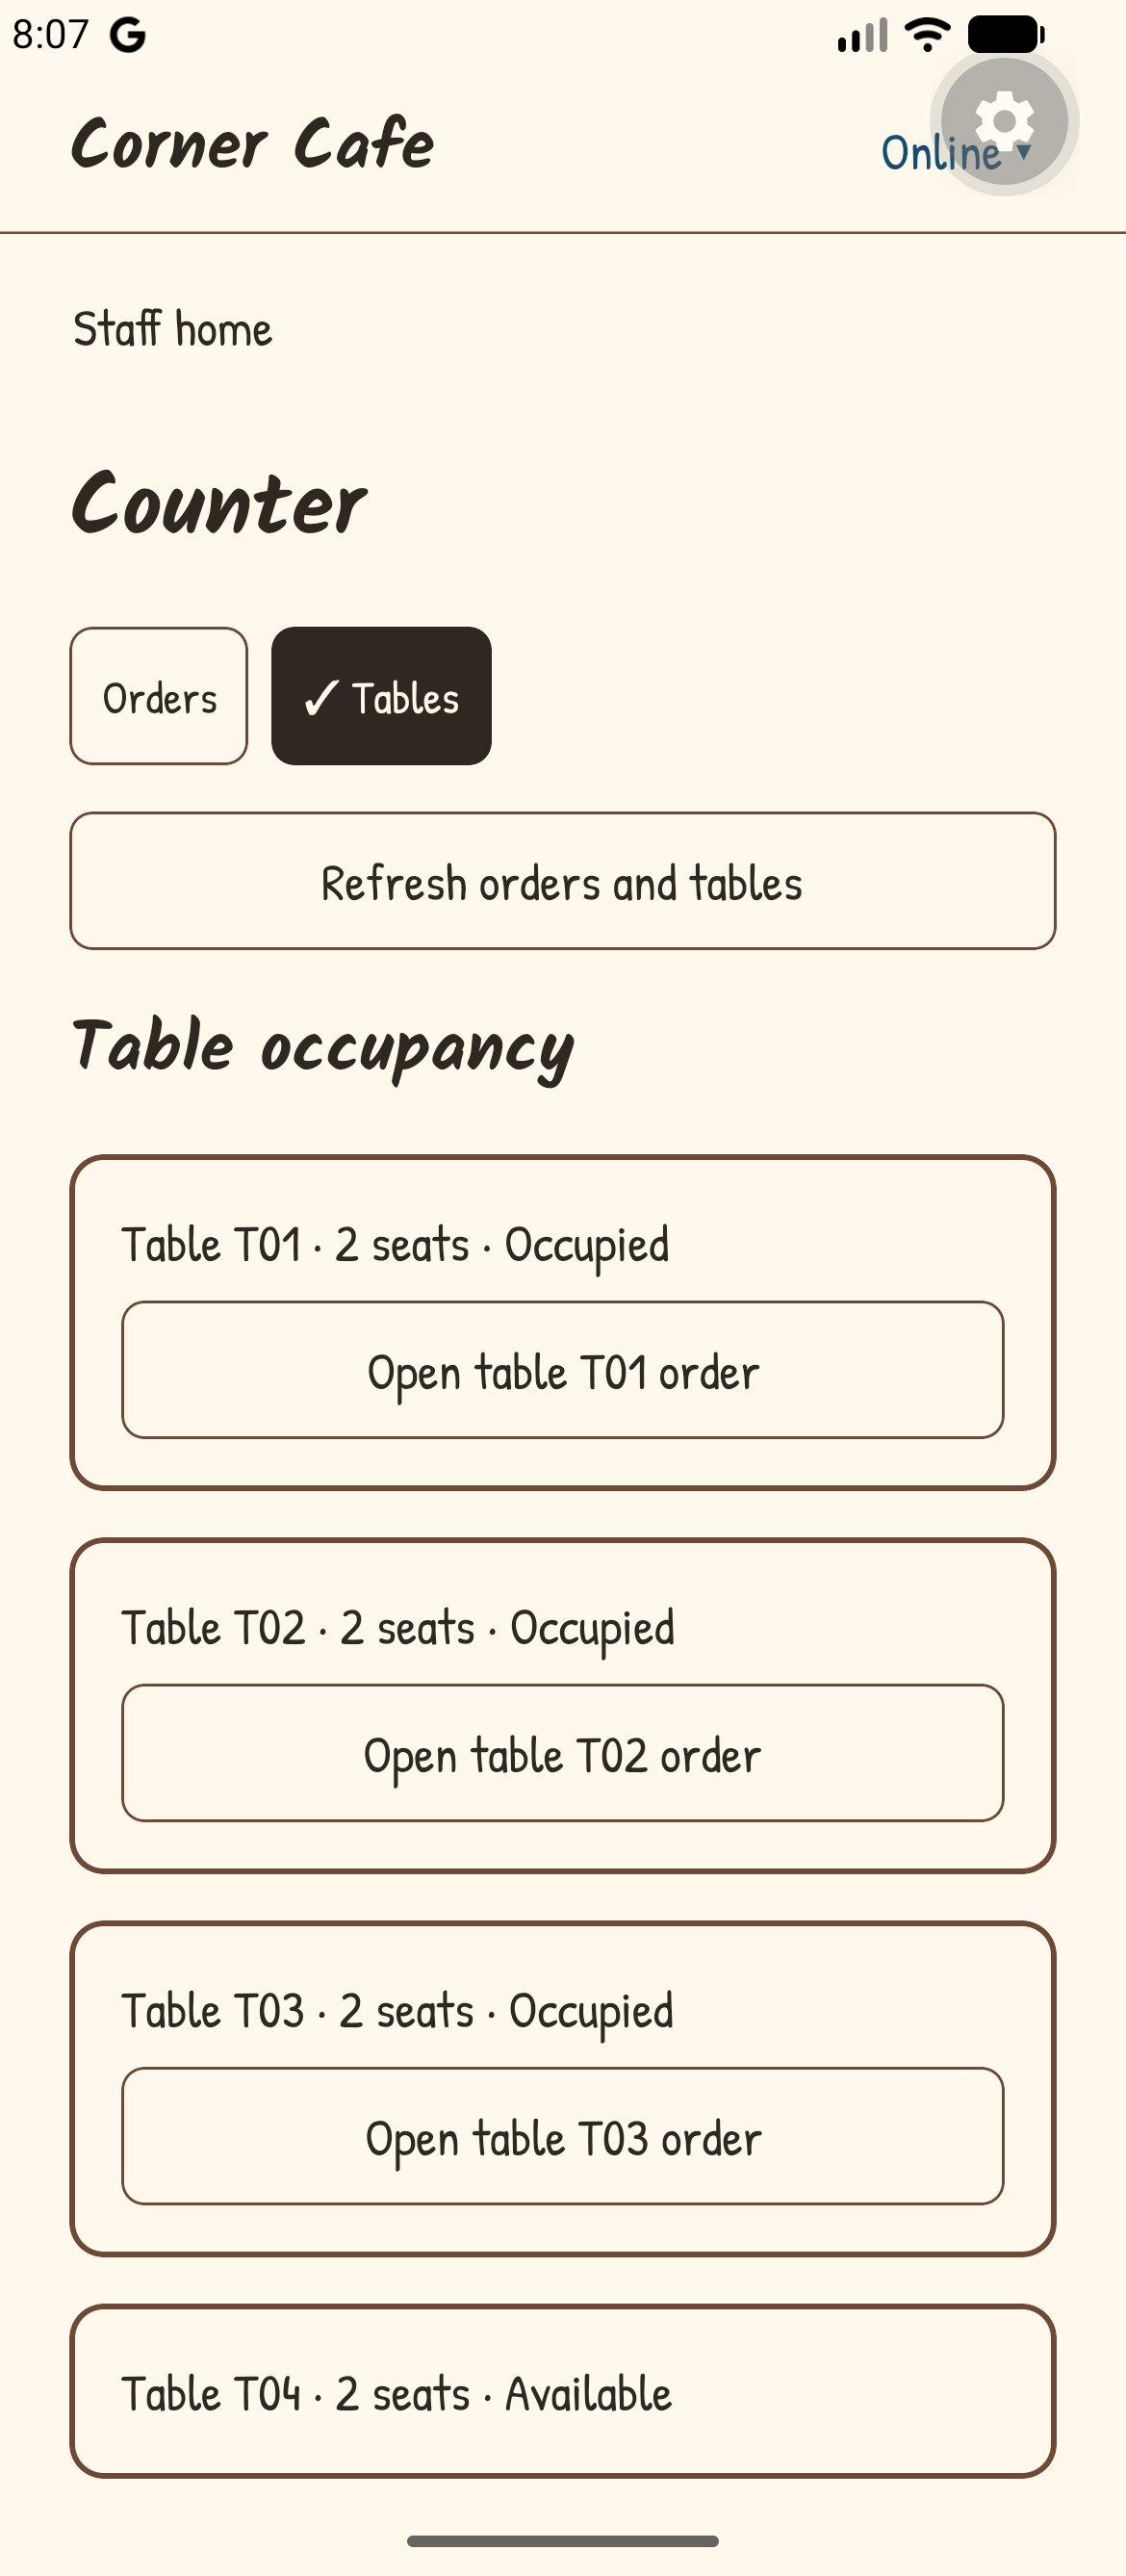 8:07
Corner Cafe
Online ▾
Staff home
Counter
Orders
✓ Tables
Refresh orders and tables
Table occupancy
Table T01 · 2 seats · Occupied
Open table T01 order
Table T02 · 2 seats · Occupied
Open table T02 order
Table T03 · 2 seats · Occupied
Open table T03 order
Table T04 · 2 seats · Available